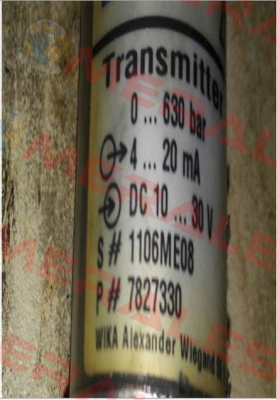 Transmitter
0 ... 630 bar
4 ... 20 mA
DC 10 ... 30 V
S # 1106ME08
P # 7827330
WIKA Alexander Wiegand